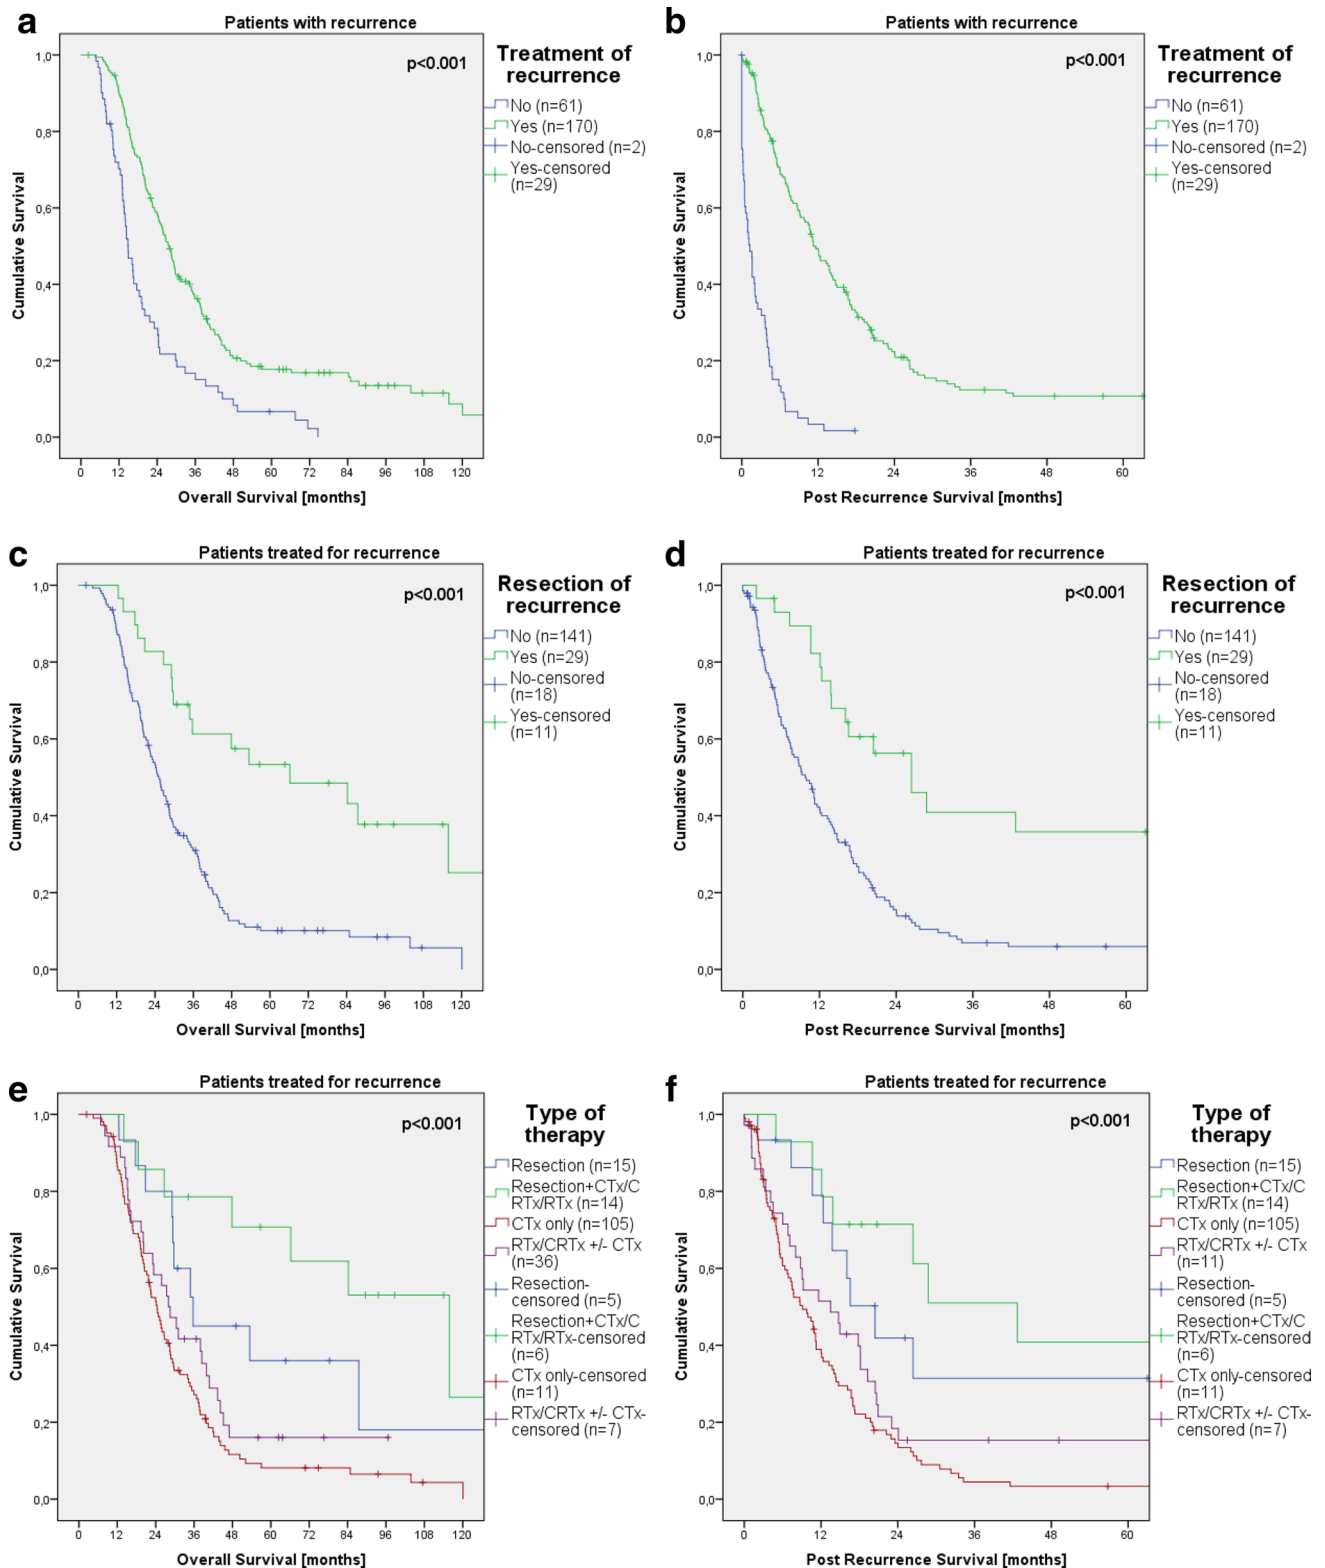 a
Patients with recurrence
p<0.001
1,0
0,8
0,6
0,4
0,2
0,0
Cumulative Survival
0 12 24 36 48 60 72 84 96 108 120
Overall Survival [months]
Treatment of
recurrence
No (n=61)
Yes (n=170)
No-censored (n=2)
Yes-censored
(n=29)
b
Patients with recurrence
p<0.001
1,0
0,8
0,6
0,4
0,2
0,0
Cumulative Survival
0 12 24 36 48 60
Post Recurrence Survival [months]
Treatment of
recurrence
No (n=61)
Yes (n=170)
No-censored (n=2)
Yes-censored
(n=29)
c
Patients treated for recurrence
p<0.001
1,0
0,8
0,6
0,4
0,2
0,0
Cumulative Survival
0 12 24 36 48 60 72 84 96 108 120
Overall Survival [months]
Resection of
recurrence
No (n=141)
Yes (n=29)
No-censored
(n=18)
Yes-censored
(n=11)
d
Patients treated for recurrence
p<0.001
1,0
0,8
0,6
0,4
0,2
0,0
Cumulative Survival
0 12 24 36 48 60
Post Recurrence Survival [months]
Resection of
recurrence
No (n=141)
Yes (n=29)
No-censored
(n=18)
Yes-censored
(n=11)
e
Patients treated for recurrence
p<0.001
1,0
0,8
0,6
0,4
0,2
0,0
Cumulative Survival
0 12 24 36 48 60 72 84 96 108 120
Overall Survival [months]
Type of
therapy
Resection (n=15)
Resection+CTx/C
RTx/RTx (n=14)
CTx only (n=105)
RTx/CRTx +/- CTx
(n=36)
Resection-
censored (n=5)
Resection+CTx/C
RTx/RTx-censored
(n=6)
CTx only-censored
(n=11)
RTx/CRTx +/- CTx-
censored (n=7)
f
Patients treated for recurrence
p<0.001
1,0
0,8
0,6
0,4
0,2
0,0
Cumulative Survival
0 12 24 36 48 60
Post Recurrence Survival [months]
Type of
therapy
Resection (n=15)
Resection+CTx/C
RTx/RTx (n=14)
CTx only (n=105)
RTx/CRTx +/- CTx
(n=11)
Resection-
censored (n=5)
Resection+CTx/C
RTx/RTx-censored
(n=6)
CTx only-censored
(n=11)
RTx/CRTx +/- CTx-
censored (n=7)